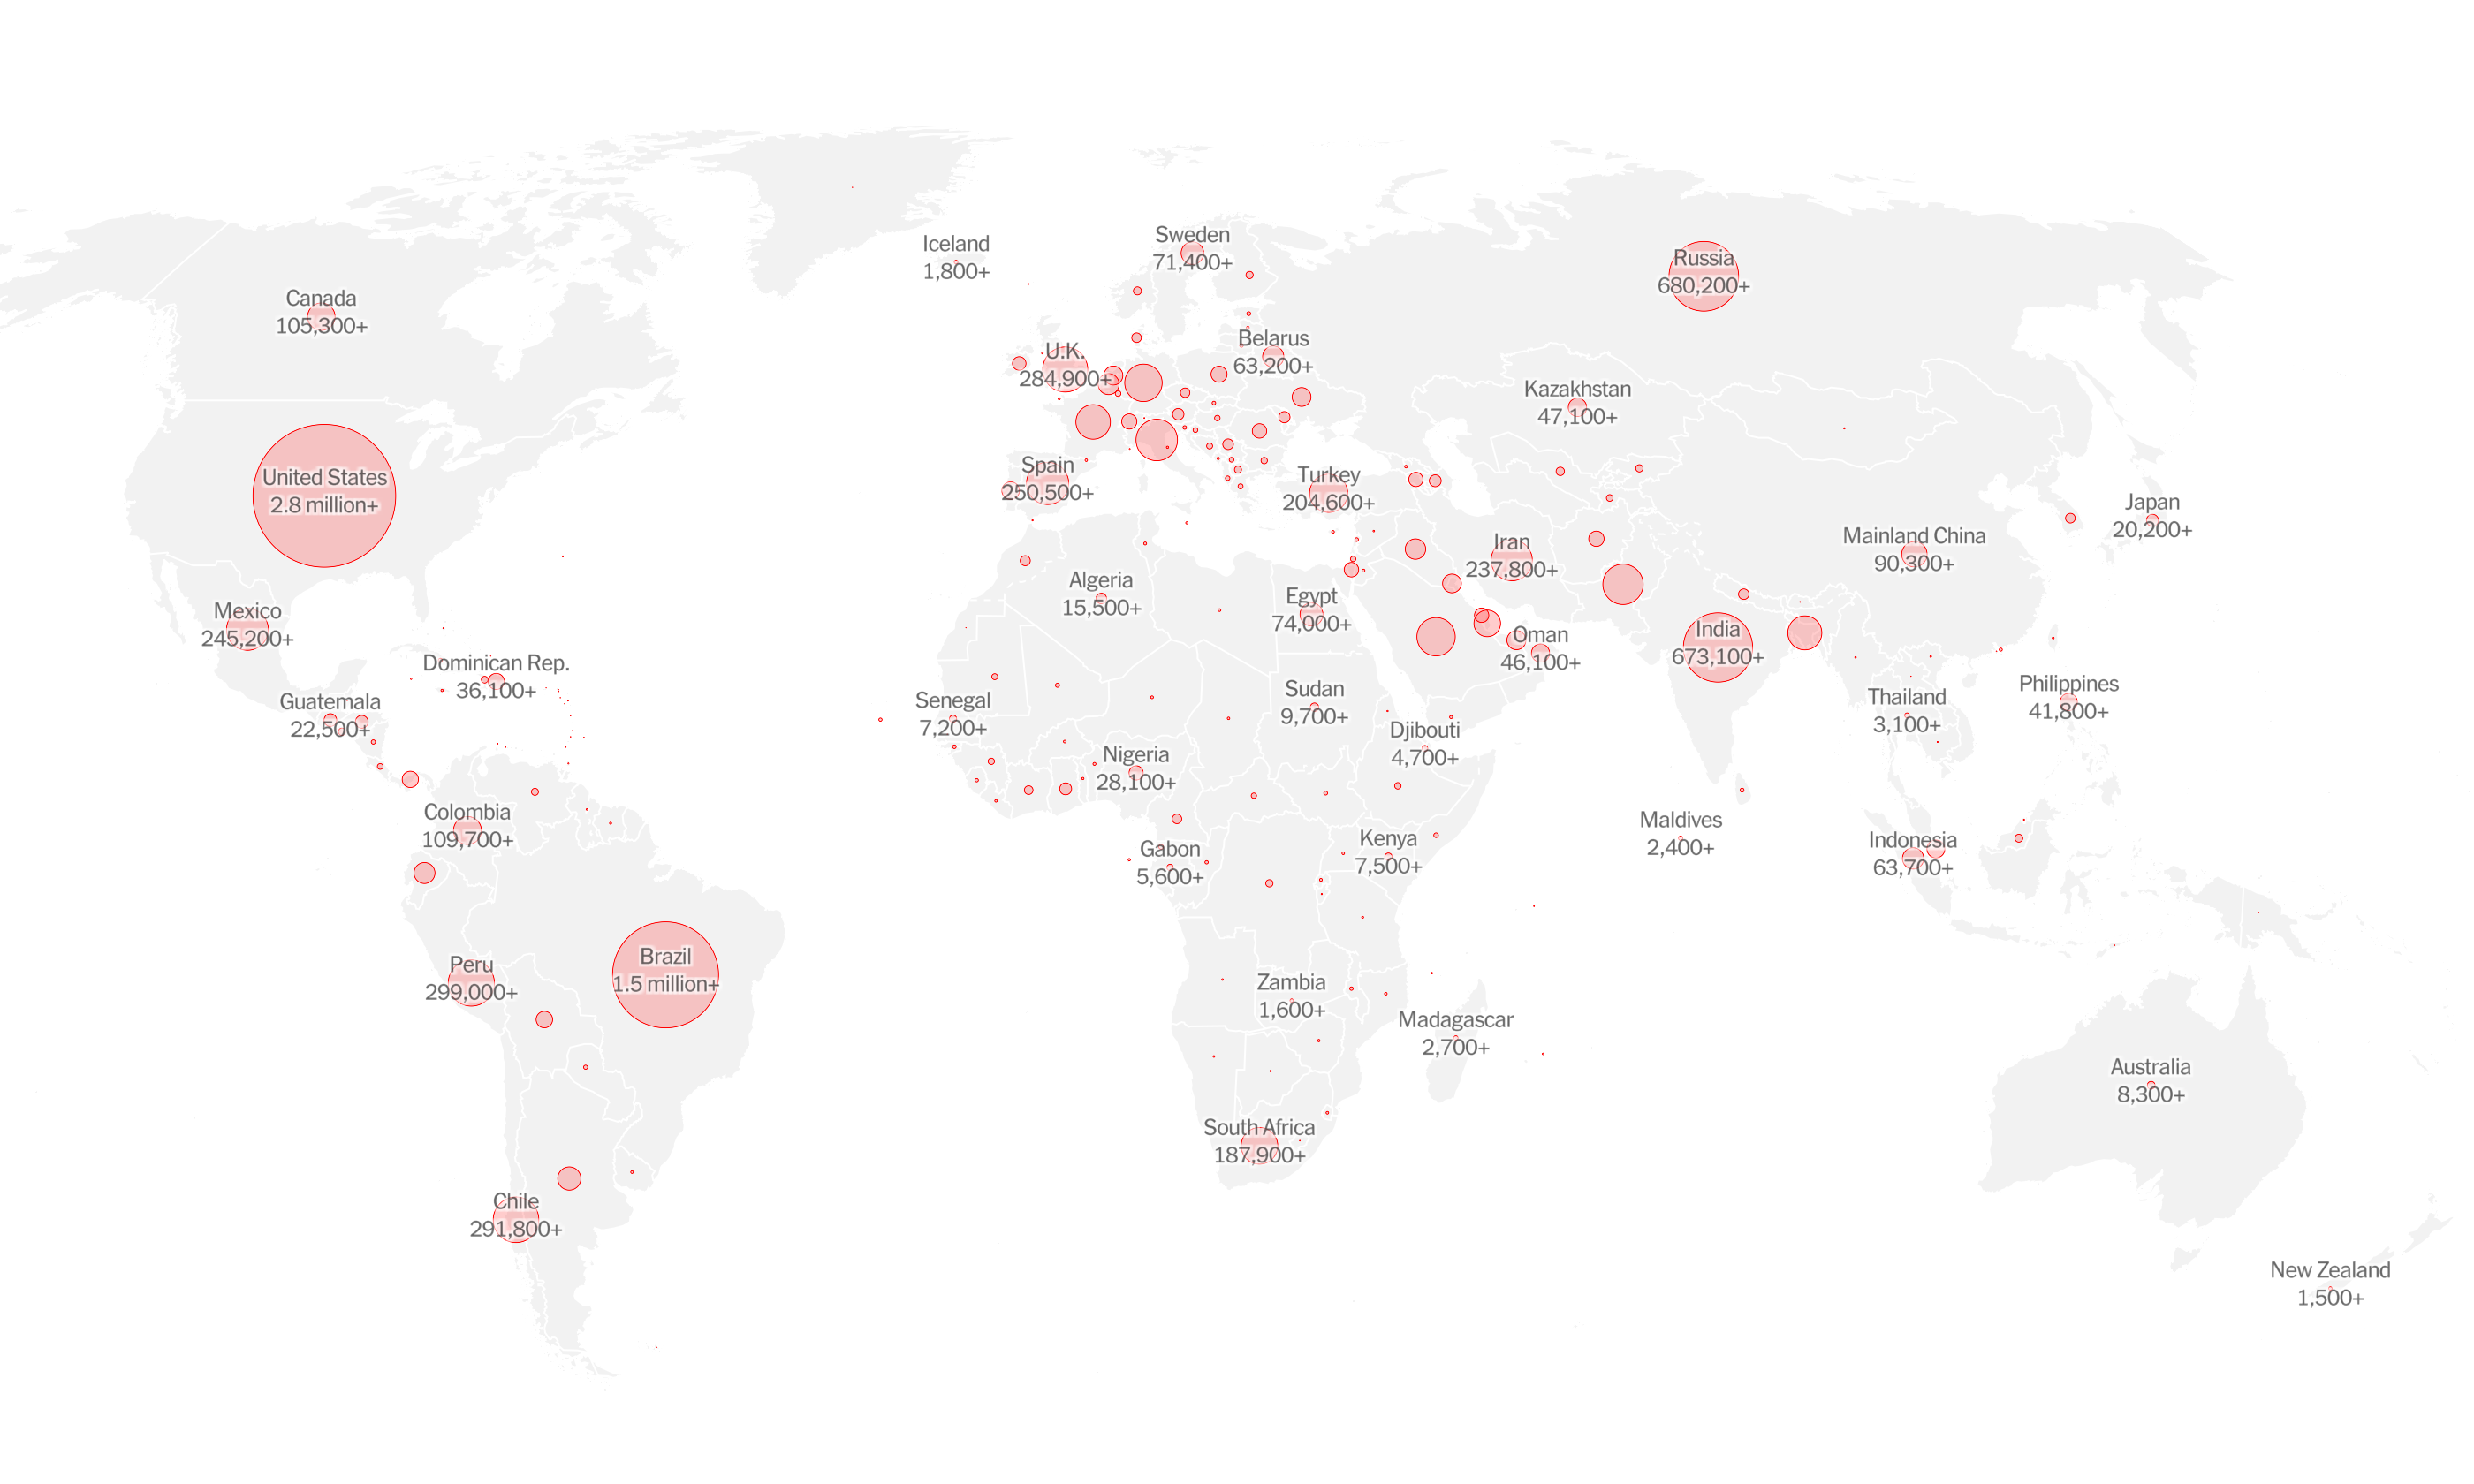 Sweden
71,400+
Iceland
1,800+
Russia
680,200+
Canada
105,300+
Belarus
63,200+
U.K.
284,900+
Kazakhstan
47,100+
Spain
250,500+
United States
2.8 million+
Turkey
204,600+
Japan
20,200+
Mainland China
90,300+
Iran
237,800+
Algeria
15,500+
Egypt
74,000+
Mexico
245,200+
India
673,100+
Oman
46,100+
Dominican Rep.
36,100+
Philippines
41,800+
Sudan
9,700+
Thailand
3,100+
Senegal
7,200+
Guatemala
22,500+
Djibouti
4,700+
Nigeria
28,100+
Colombia
109,700+
Maldives
2,400+
Kenya
7,500+
Indonesia
63,700+
Gabon
5,600+
Brazil
1.5 million+
Peru
299,000+
Zambia
1,600+
Madagascar
2,700+
Australia
8,300+
South Africa
187,900+
Chile
291,800+
New Zealand
1,500+